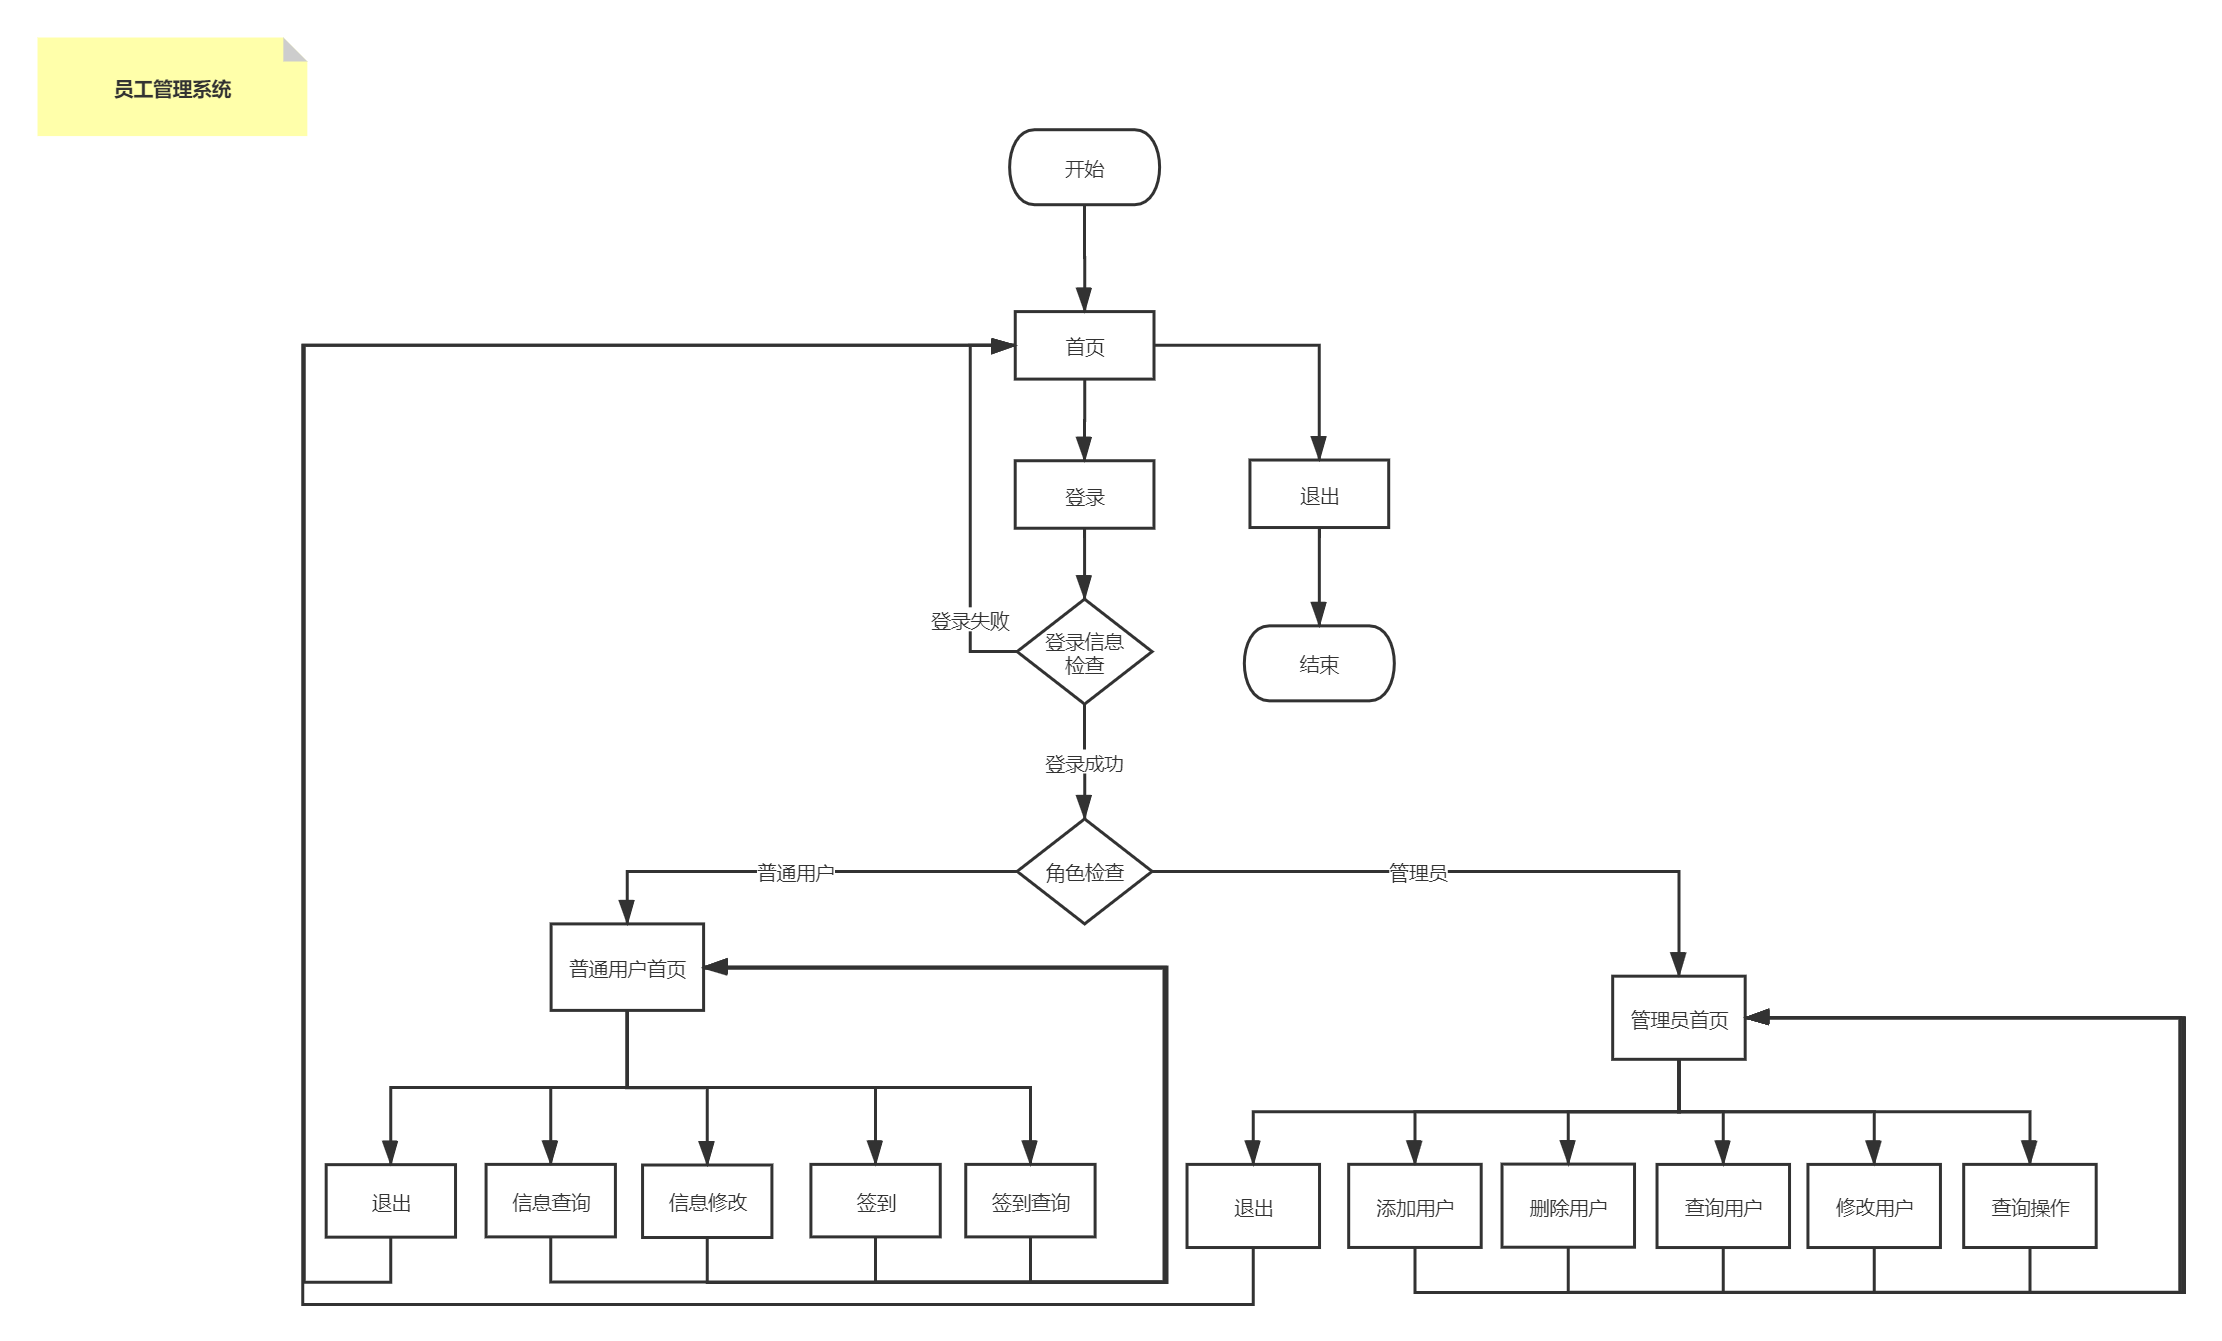 员工管理系统
开始
首页
登录
退出
登录失败
登录信息
检查
结束
登录成功
普通用户
角色检查
管理员
普通用户首页
管理员首页
退出
信息查询
信息修改
签到
签到查询
退出
添加用户
删除用户
查询用户
修改用户
查询操作